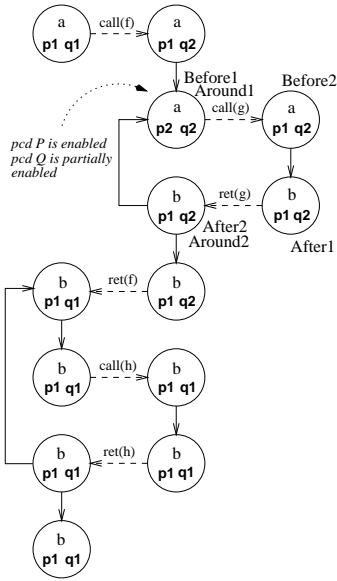 a
p1 q1
call(f)
a
p1 q2
Before1
Around1
Before2
a
p2 q2
call(g)
a
p1 q2
pcd P is enabled
pcd Q is partially
enabled
b
p1 q2
ret(g)
b
p1 q2
After2
Around2
After1
b
p1 q1
ret(f)
b
p1 q2
b
p1 q1
call(h)
b
p1 q1
b
p1 q1
ret(h)
b
p1 q1
b
p1 q1